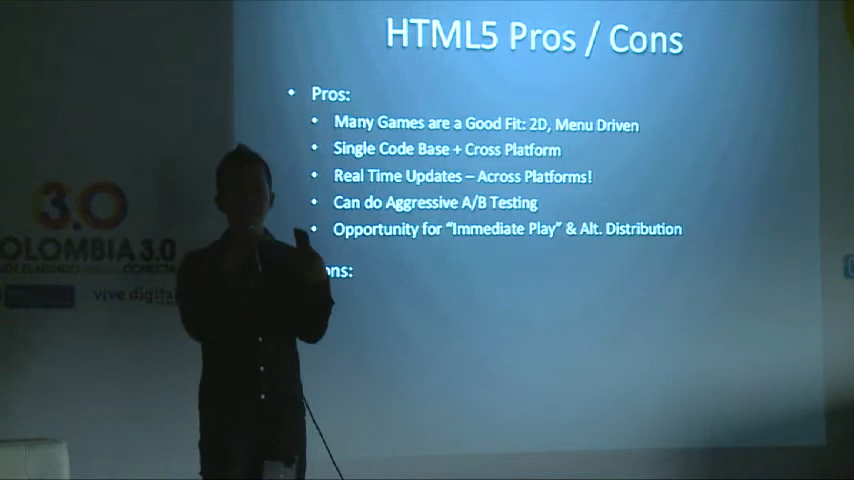 HTML5 Pros / Cons
• Pros:
• Many Games are a Good Fit: 2D, Menu Driven
• Single Code Base + Cross Platform
• Real Time Updates – Across Platforms!
• Can do Aggressive A/B Testing
• Opportunity for “Immediate Play” & Alt. Distribution
ons:
3.0
OLOMBIA 3.0
vive digital